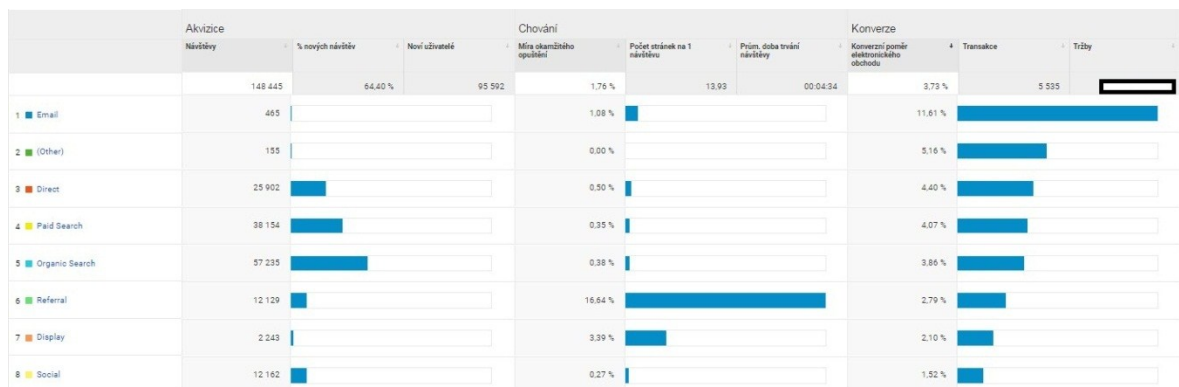 Akvizice Chování Konverze
Návštěvy % nových návštěv Noví uživatelé Míra okamžitého opuštění Počet stránek na 1 návštěvu Prům. doba trvání návštěvy Konverzní poměr elektronického obchodu Transakce Tržby
148 445 64,40 % 95 592 1,76 % 13,93 00:04:34 3,73 % 5 535
1 Email 465 1,08 % 11,61 %
2 (Other) 155 0,00 % 5,16 %
3 Direct 25 902 0,50 % 4,40 %
4 Paid Search 38 154 0,35 % 4,07 %
5 Organic Search 57 235 0,38 % 3,86 %
6 Referral 12 129 16,64 % 2,79 %
7 Display 2 243 3,39 % 2,10 %
8 Social 12 162 0,27 % 1,52 %